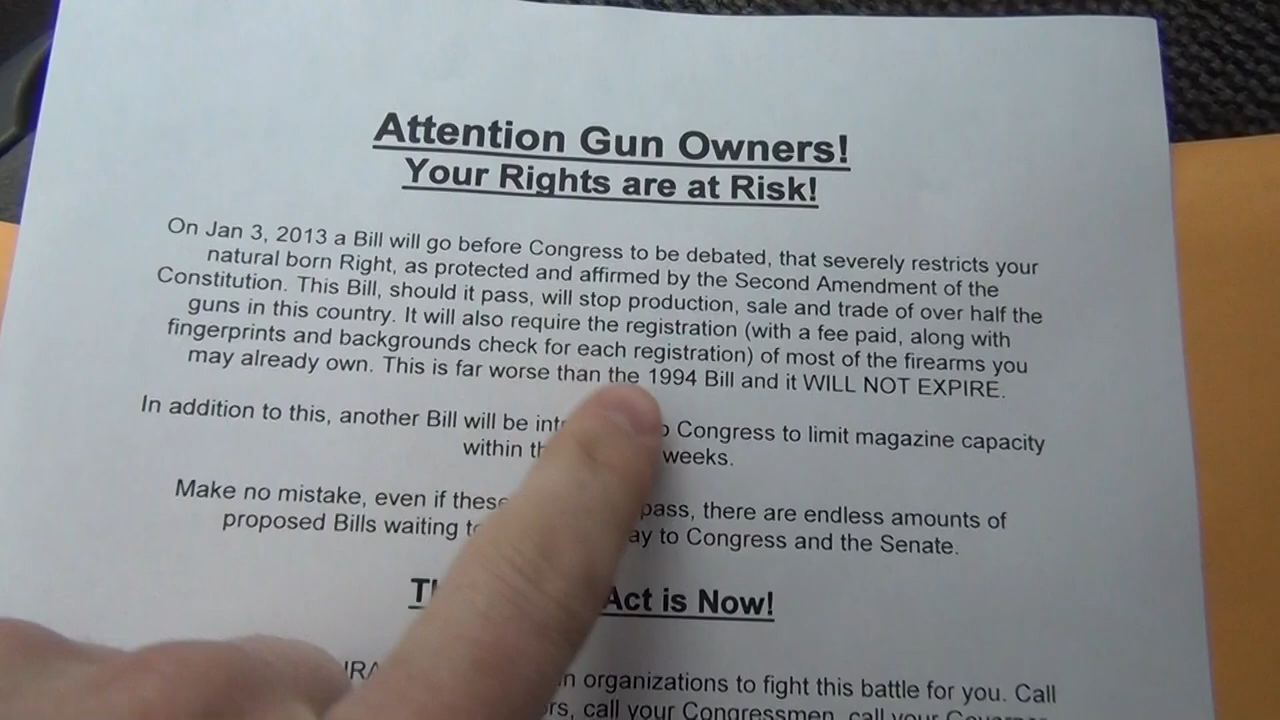 Attention Gun Owners!
Your Rights are at Risk!
On Jan 3, 2013 a Bill will go before Congress to be debated, that severely restricts your
natural born Right, as protected and affirmed by the Second Amendment of the
Constitution. This Bill, should it pass, will stop production, sale and trade of over half the
guns in this country. It will also require the registration (with a fee paid, along with
fingerprints and backgrounds check for each registration) of most of the firearms you
may already own. This is far worse than the 1994 Bill and it WILL NOT EXPIRE.
In addition to this, another Bill will be Congress to limit magazine capacity
within weeks.
Make no mistake, even if these pass, there are endless amounts of
proposed Bills waiting to Congress and the Senate.
Act is Now!
organizations to fight this battle for you. Call
call your Congressmen, call your